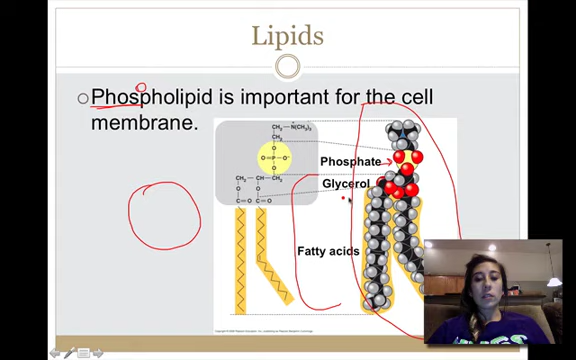 Lipids
Phospholipid is important for the cell
membrane.
CH₂ — N(CH₃)₃
CH₂
O
O=P—O⁻
O
CH₂ — CH — CH₂
O O
C=O C=O
Phosphate
Glycerol
Fatty acids